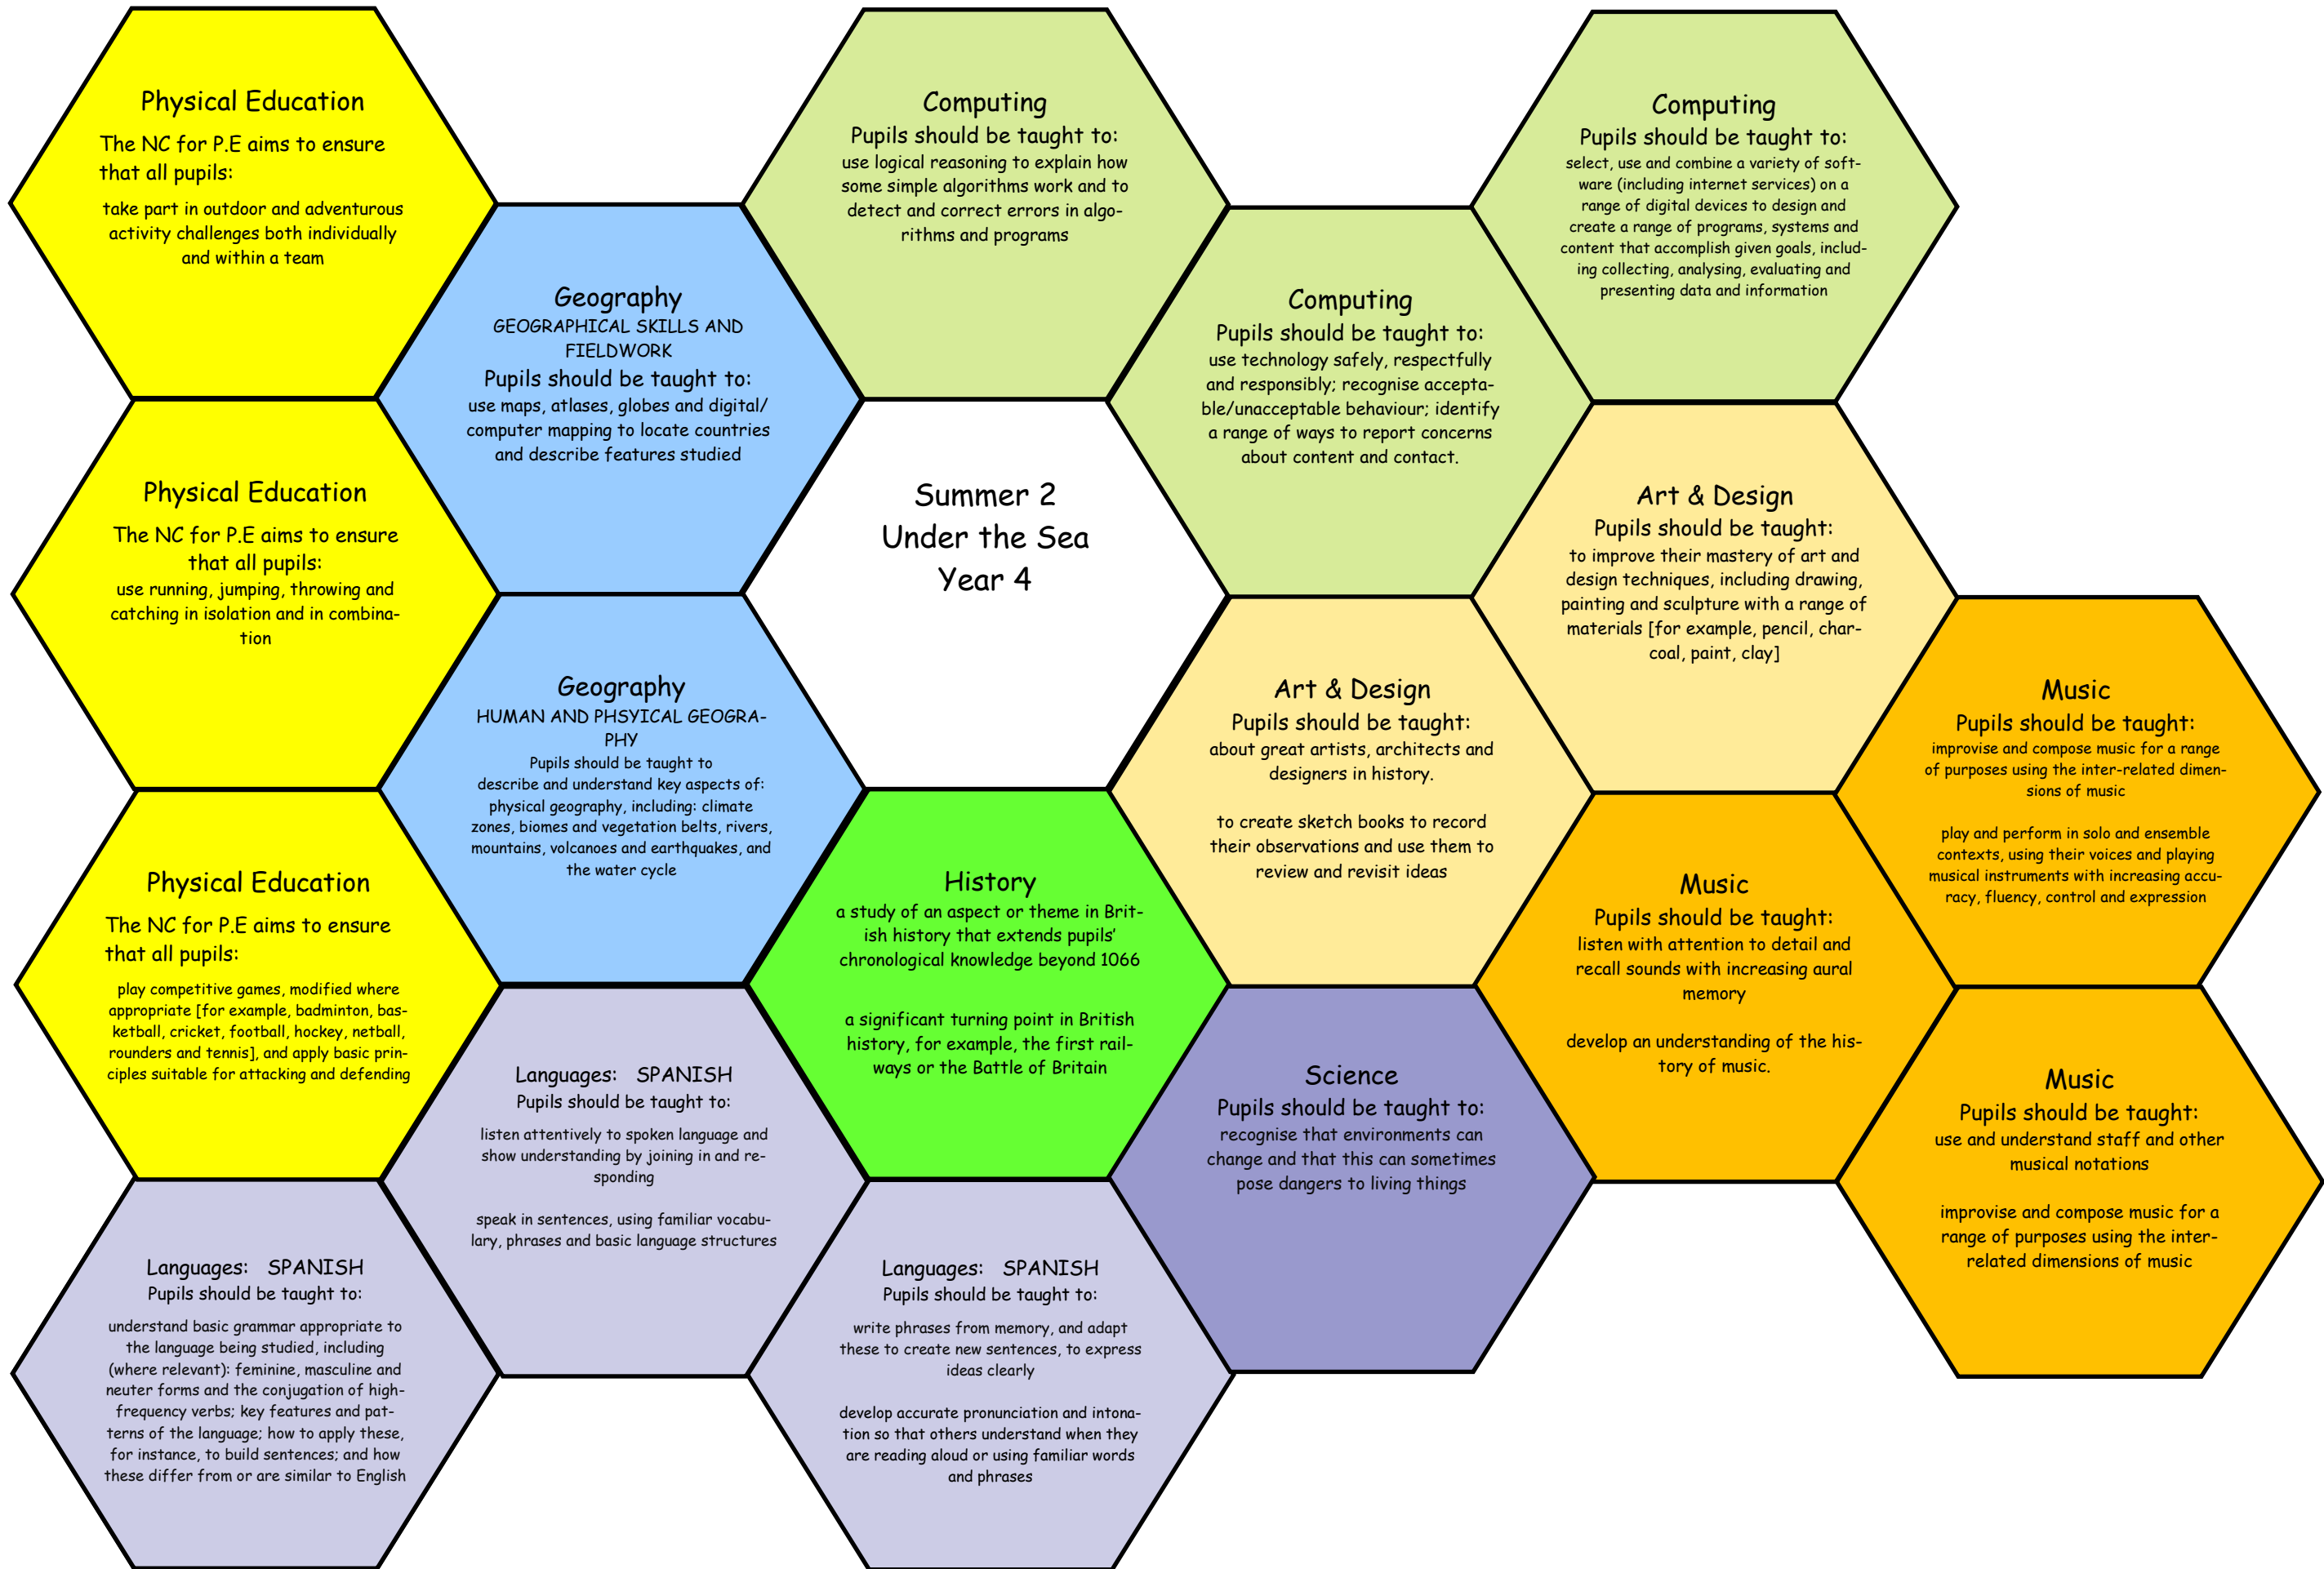 Physical Education
The NC for P.E aims to ensure
that all pupils:
take part in outdoor and adventurous
activity challenges both individually
and within a team
Computing
Pupils should be taught to:
use logical reasoning to explain how
some simple algorithms work and to
detect and correct errors in algo-
rithms and programs
Computing
Pupils should be taught to:
select, use and combine a variety of soft-
ware (including internet services) on a
range of digital devices to design and
create a range of programs, systems and
content that accomplish given goals, includ-
ing collecting, analysing, evaluating and
presenting data and information
Geography
GEOGRAPHICAL SKILLS AND
FIELDWORK
Pupils should be taught to:
use maps, atlases, globes and digital/
computer mapping to locate countries
and describe features studied
Computing
Pupils should be taught to:
use technology safely, respectfully
and responsibly; recognise accepta-
ble/unacceptable behaviour; identify
a range of ways to report concerns
about content and contact.
Physical Education
The NC for P.E aims to ensure
that all pupils:
use running, jumping, throwing and
catching in isolation and in combina-
tion
Summer 2
Under the Sea
Year 4
Art & Design
Pupils should be taught:
to improve their mastery of art and
design techniques, including drawing,
painting and sculpture with a range of
materials [for example, pencil, char-
coal, paint, clay]
Geography
HUMAN AND PHSYICAL GEOGRA-
PHY
Pupils should be taught to
describe and understand key aspects of:
physical geography, including: climate
zones, biomes and vegetation belts, rivers,
mountains, volcanoes and earthquakes, and
the water cycle
Art & Design
Pupils should be taught:
about great artists, architects and
designers in history.
to create sketch books to record
their observations and use them to
review and revisit ideas
Music
Pupils should be taught:
improvise and compose music for a range
of purposes using the inter-related dimen-
sions of music
play and perform in solo and ensemble
contexts, using their voices and playing
musical instruments with increasing accu-
racy, fluency, control and expression
Physical Education
The NC for P.E aims to ensure
that all pupils:
play competitive games, modified where
appropriate [for example, badminton, bas-
ketball, cricket, football, hockey, netball,
rounders and tennis], and apply basic prin-
ciples suitable for attacking and defending
History
a study of an aspect or theme in Brit-
ish history that extends pupils’
chronological knowledge beyond 1066
a significant turning point in British
history, for example, the first rail-
ways or the Battle of Britain
Music
Pupils should be taught:
listen with attention to detail and
recall sounds with increasing aural
memory
develop an understanding of the his-
tory of music.
Languages: SPANISH
Pupils should be taught to:
listen attentively to spoken language and
show understanding by joining in and re-
sponding
speak in sentences, using familiar vocabu-
lary, phrases and basic language structures
Science
Pupils should be taught to:
recognise that environments can
change and that this can sometimes
pose dangers to living things
Music
Pupils should be taught:
use and understand staff and other
musical notations
improvise and compose music for a
range of purposes using the inter-
related dimensions of music
Languages: SPANISH
Pupils should be taught to:
understand basic grammar appropriate to
the language being studied, including
(where relevant): feminine, masculine and
neuter forms and the conjugation of high-
frequency verbs; key features and pat-
terns of the language; how to apply these,
for instance, to build sentences; and how
these differ from or are similar to English
Languages: SPANISH
Pupils should be taught to:
write phrases from memory, and adapt
these to create new sentences, to express
ideas clearly
develop accurate pronunciation and intona-
tion so that others understand when they
are reading aloud or using familiar words
and phrases